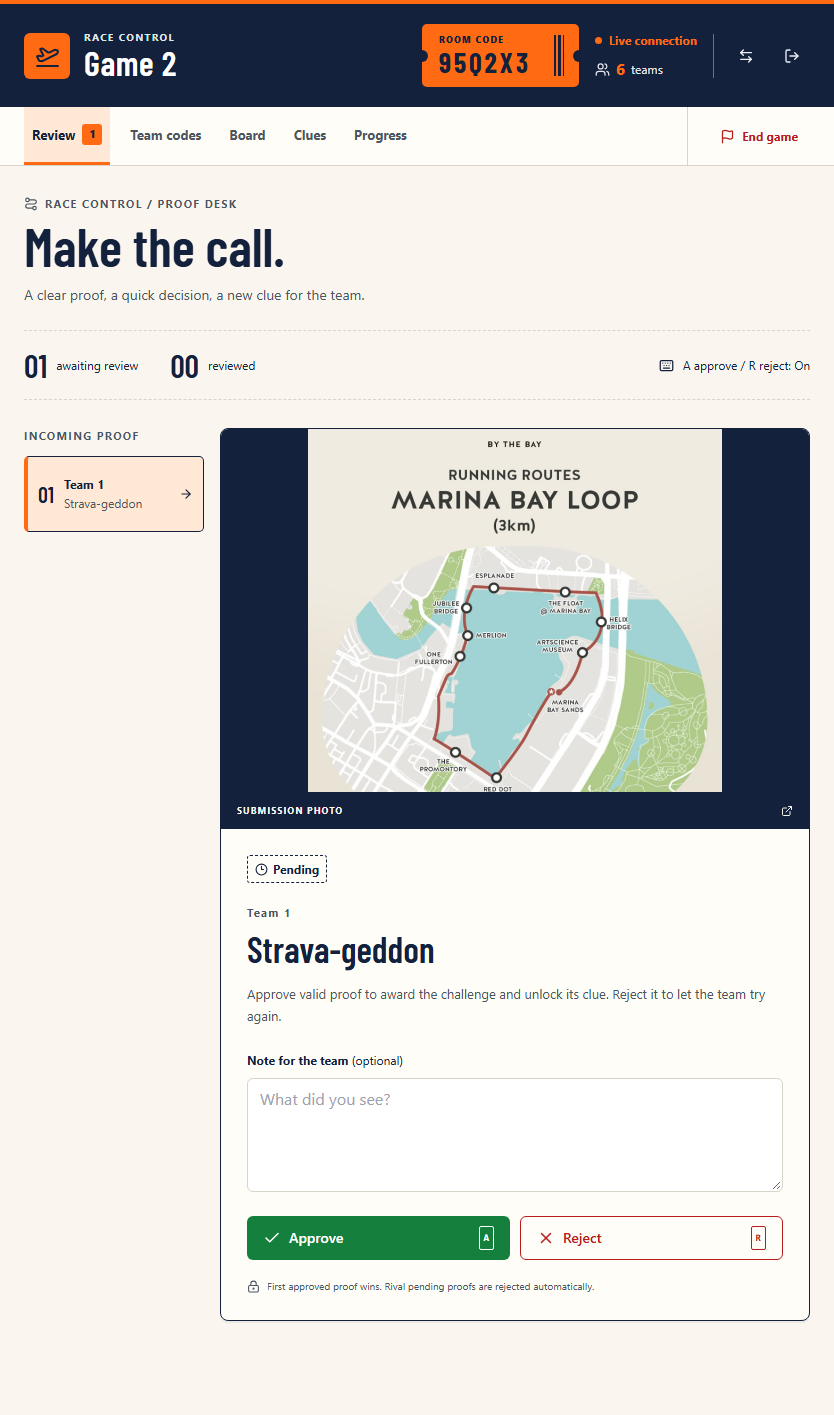 RACE CONTROL
Game 2
ROOM CODE
95Q2X3
Live connection
6 teams
Review 1
Team codes
Board
Clues
Progress
End game
RACE CONTROL / PROOF DESK
Make the call.
A clear proof, a quick decision, a new clue for the team.
01 awaiting review
00 reviewed
A approve / R reject: On
INCOMING PROOF
01
Team 1
Strava-geddon
BY THE BAY
RUNNING ROUTES
MARINA BAY LOOP
(3km)
ESPLANADE
JUBILEE
BRIDGE
THE FLOAT
@ MARINA BAY
HELIX
BRIDGE
MERLION
ARTSCIENCE
MUSEUM
ONE
FULLERTON
MARINA
BAY SANDS
THE
PROMONTORY
RED DOT
SUBMISSION PHOTO
Pending
Team 1
Strava-geddon
Approve valid proof to award the challenge and unlock its clue. Reject it to let the team try
again.
Note for the team (optional)
What did you see?
Approve A
Reject R
First approved proof wins. Rival pending proofs are rejected automatically.